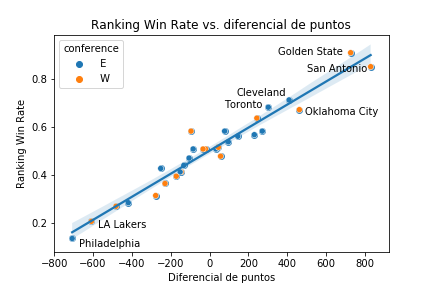 Ranking Win Rate vs. diferencial de puntos
conference
E
W
Golden State
San Antonio
Cleveland
Toronto
Oklahoma City
LA Lakers
Philadelphia
Ranking Win Rate
0.8
0.6
0.4
0.2
−800 −600 −400 −200 0 200 400 600 800
Diferencial de puntos